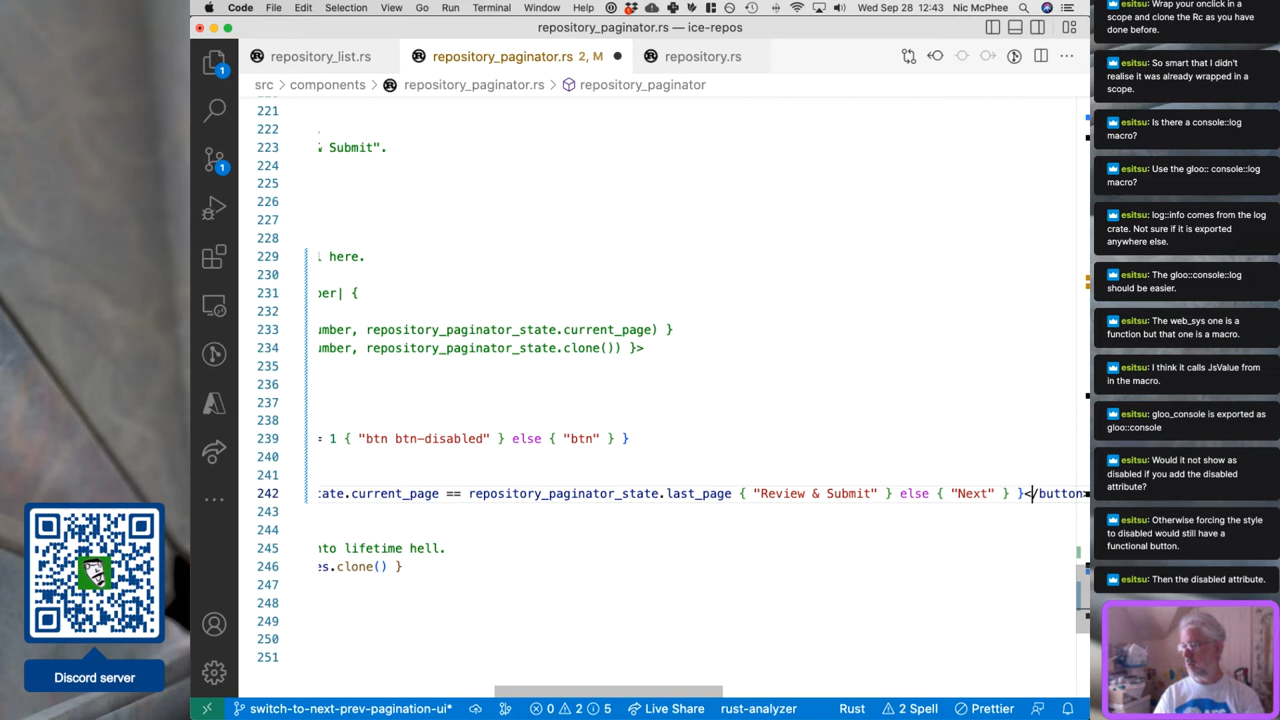 Code File Edit Selection View Go Run Terminal Window Help Wed Sep 28 12:43 Nic McPhee
repository_paginator.rs — ice-repos
repository_list.rs repository_paginator.rs 2, M repository.rs
src > components > repository_paginator.rs > repository_paginator
221
222
223 & Submit".
224
225
226
227
228
229 l here.
230
231 ber| {
232
233 umber, repository_paginator_state.current_page) }
234 umber, repository_paginator_state.clone()) }>
235
236
237
238
239 = 1 { "btn btn-disabled" } else { "btn" } }
240
241
242 tate.current_page == repository_paginator_state.last_page { "Review & Submit" } else { "Next" } }</button>
243
244
245 nto lifetime hell.
246 es.clone() }
247
248
249
250
251
1
1
Discord server
switch-to-next-prev-pagination-ui* 0 2 5 Live Share rust-analyzer Rust 2 Spell Prettier
esitsu: Wrap your onclick in a
scope and clone the Rc as you have
done before.
esitsu: So smart that I didn't
realise it was already wrapped in a
scope.
esitsu: Is there a console::log
macro?
esitsu: Use the gloo:: console::log
macro?
esitsu: log::info comes from the log
crate. Not sure if it is exported
anywhere else.
esitsu: The gloo::console::log
should be easier.
esitsu: The web_sys one is a
function but that one is a macro.
esitsu: I think it calls JsValue from
in the macro.
esitsu: gloo_console is exported as
gloo::console
esitsu: Would it not show as
disabled if you add the disabled
attribute?
esitsu: Otherwise forcing the style
to disabled would still have a
functional button.
esitsu: Then the disabled attribute.